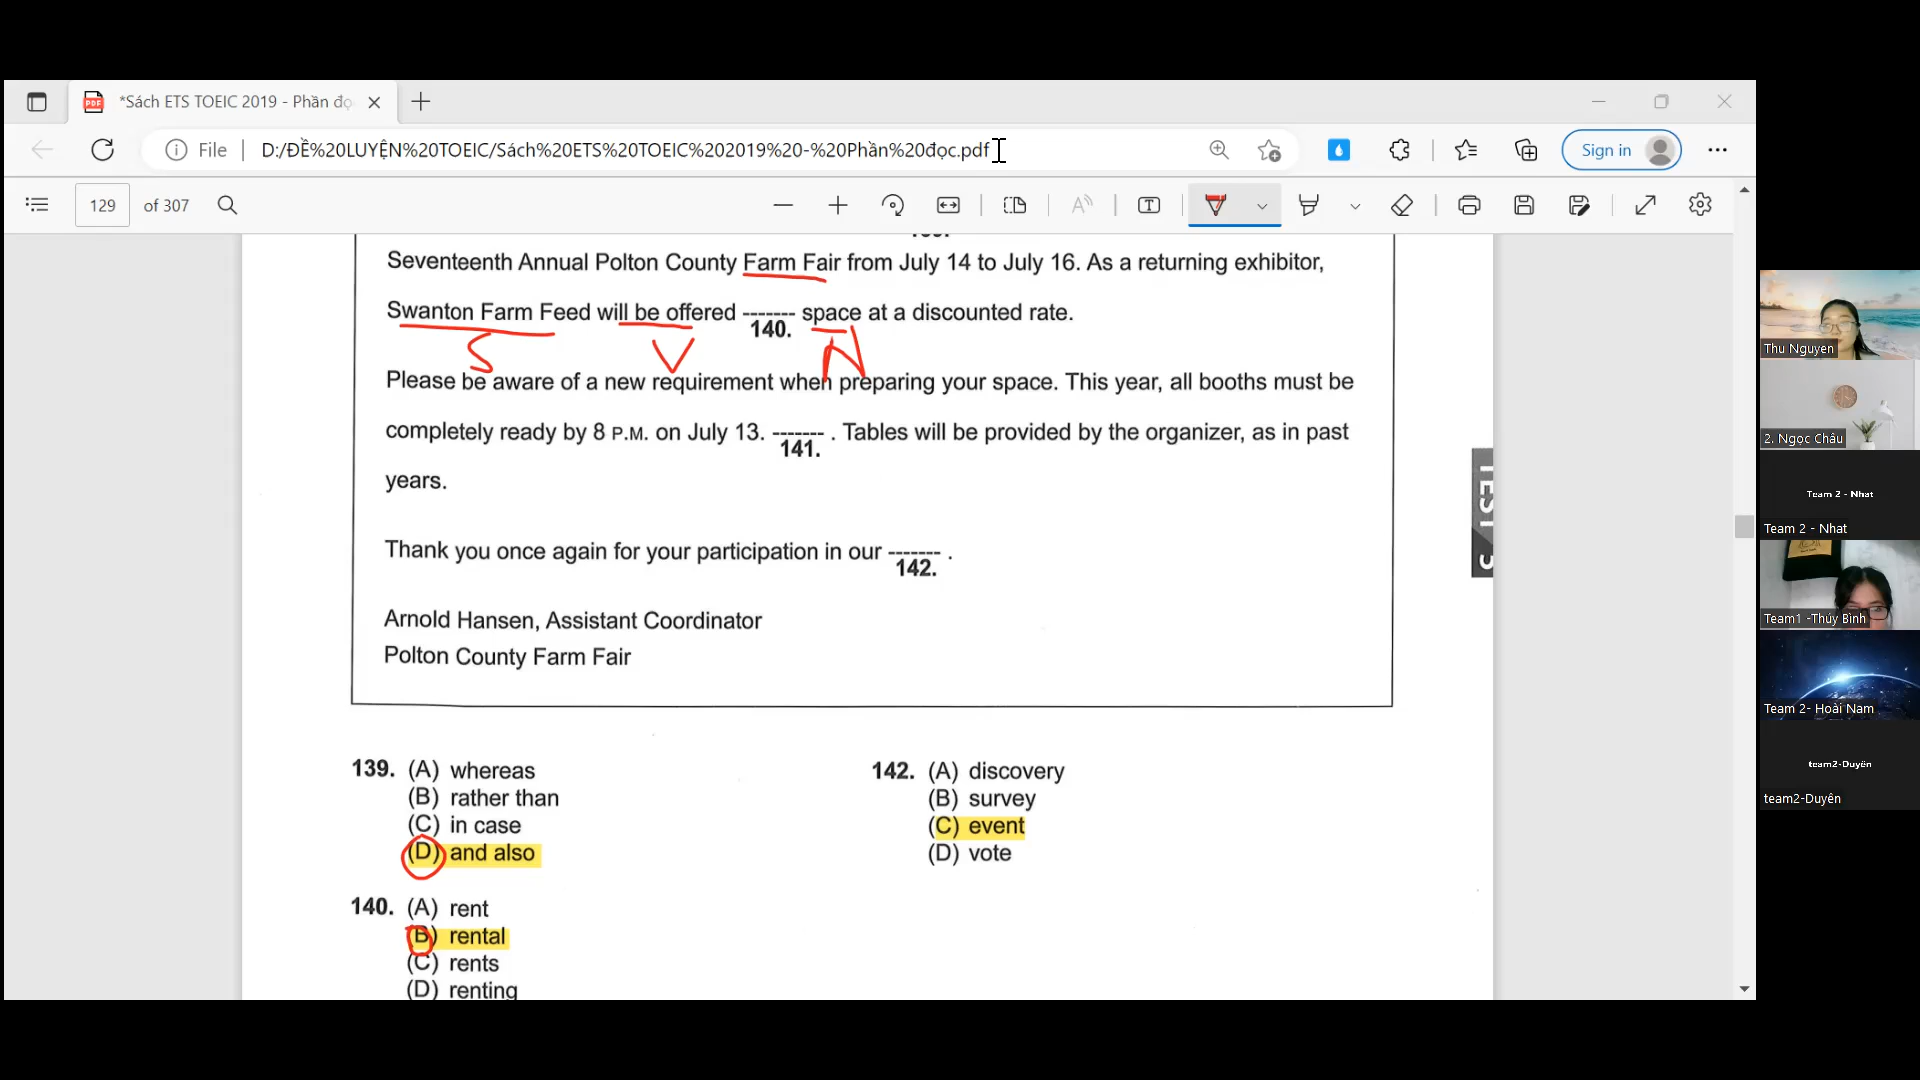 *Sách ETS TOEIC 2019 - Phần đọ
File
D:/ĐỀ%20LUYỆN%20TOEIC/Sách%20ETS%20TOEIC%202019%20-%20Phần%20đọc.pdf
Sign in
129 of 307
Seventeenth Annual Polton County Farm Fair from July 14 to July 16. As a returning exhibitor,
Swanton Farm Feed will be offered ------- space at a discounted rate.
140.
S V N
Please be aware of a new requirement when preparing your space. This year, all booths must be
completely ready by 8 P.M. on July 13. ------- . Tables will be provided by the organizer, as in past
141.
years.
Thank you once again for your participation in our ------- .
142.
Arnold Hansen, Assistant Coordinator
Polton County Farm Fair
139. (A) whereas
(B) rather than
(C) in case
(D) and also
140. (A) rent
(B) rental
(C) rents
(D) renting
142. (A) discovery
(B) survey
(C) event
(D) vote
TEST 3
Thu Nguyen
2. Ngọc Châu
Team 2 - Nhat
Team 2 - Nhat
Team1 -Thúy Bình
Team 2- Hoài Nam
team2-Duyên
team2-Duyên